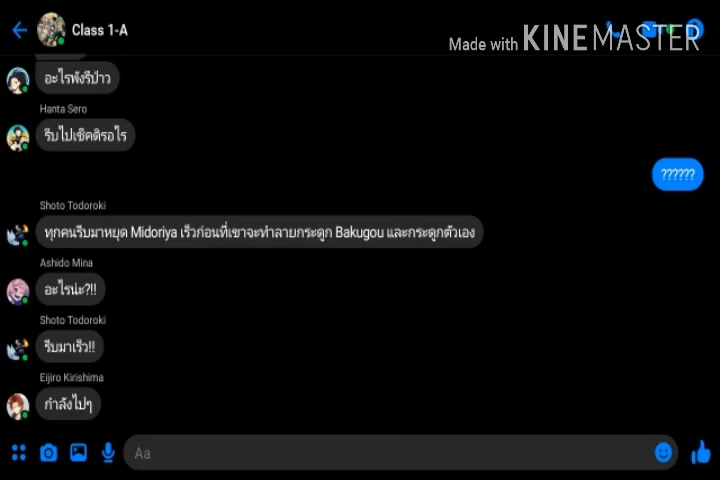 Class 1-A
Made with KINEMASTER
อะไรพังรึป่าว
Hanta Sero
รีบไปเช็คดิรอไร
??????
Shoto Todoroki
ทุกคนรีบมาหยุด Midoriya เร็วก่อนที่เขาจะทำลายกระดูก Bakugou และกระดูกตัวเอง
Ashido Mina
อะไรน่ะ?!!
Shoto Todoroki
รีบมาเร็ว!!
Eijiro Kirishima
กำลังไปๆ
Aa